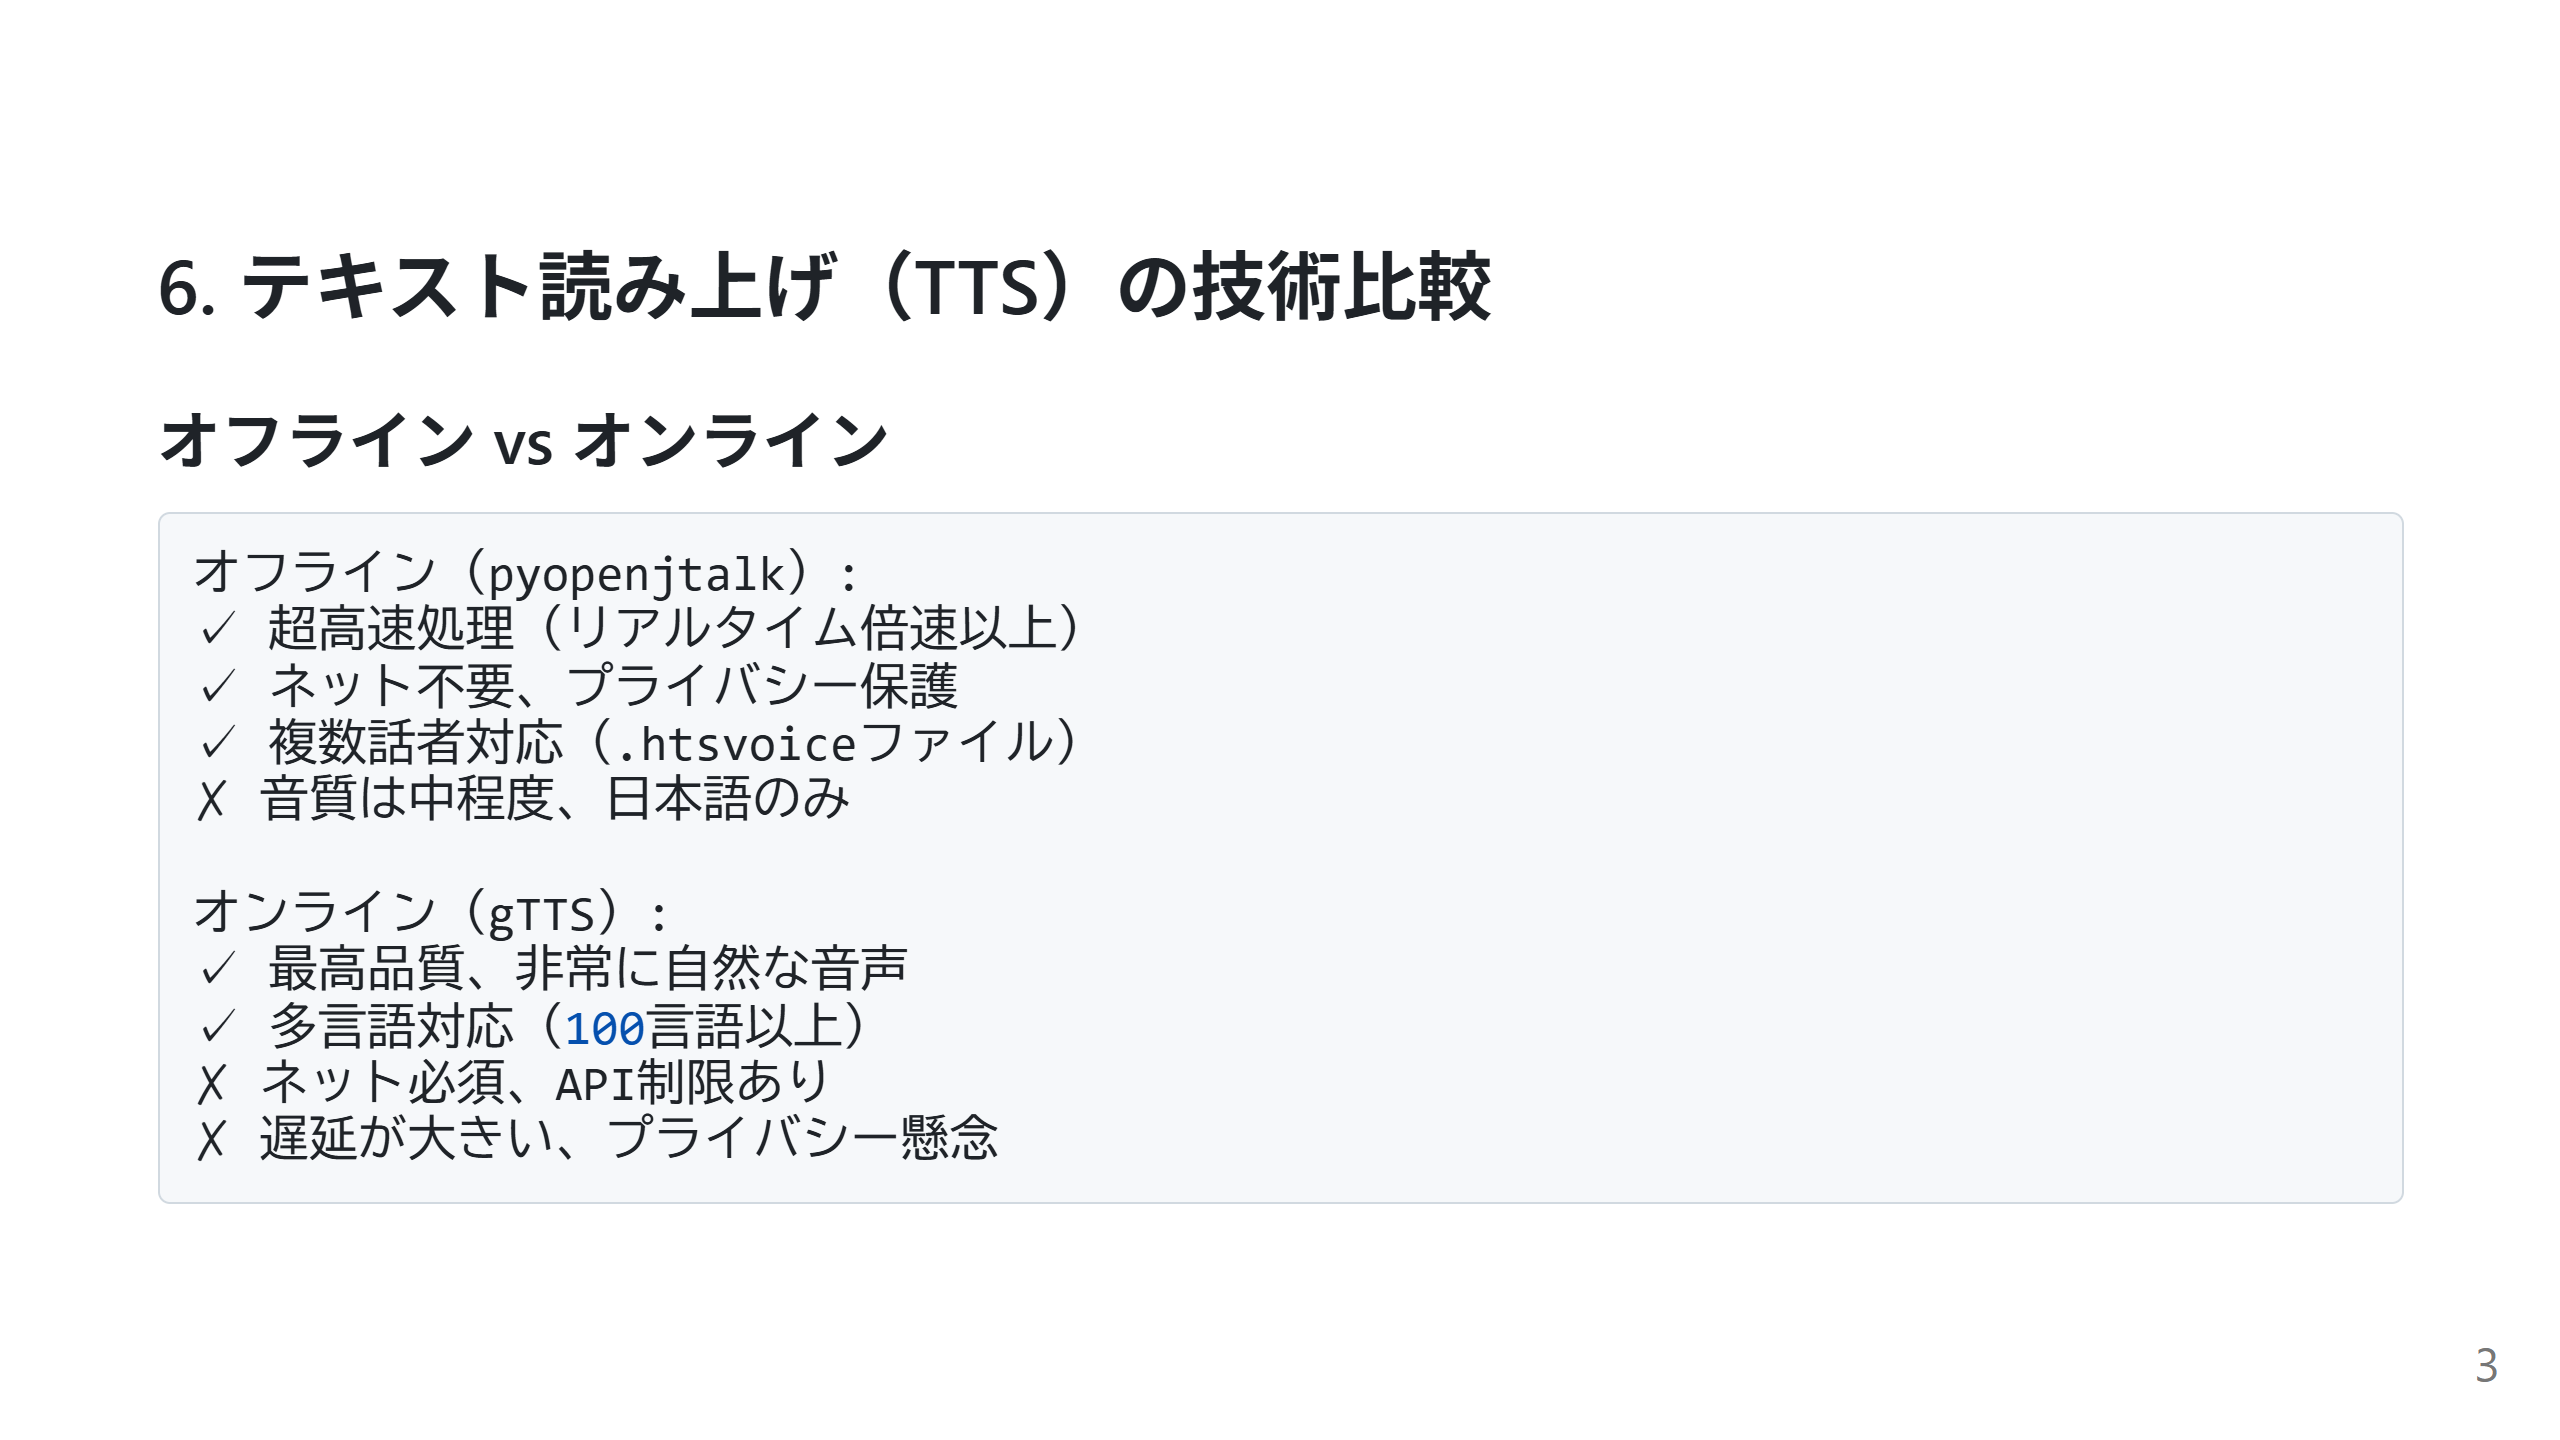 6. テキスト読み上げ（TTS）の技術比較
オフライン vs オンライン
オフライン（pyopenjtalk）：
✓ 超高速処理（リアルタイム倍速以上）
✓ ネット不要、プライバシー保護
✓ 複数話者対応（.htsvoiceファイル）
✗ 音質は中程度、日本語のみ

オンライン（gTTS）：
✓ 最高品質、非常に自然な音声
✓ 多言語対応（100言語以上）
✗ ネット必須、API制限あり
✗ 遅延が大きい、プライバシー懸念
3